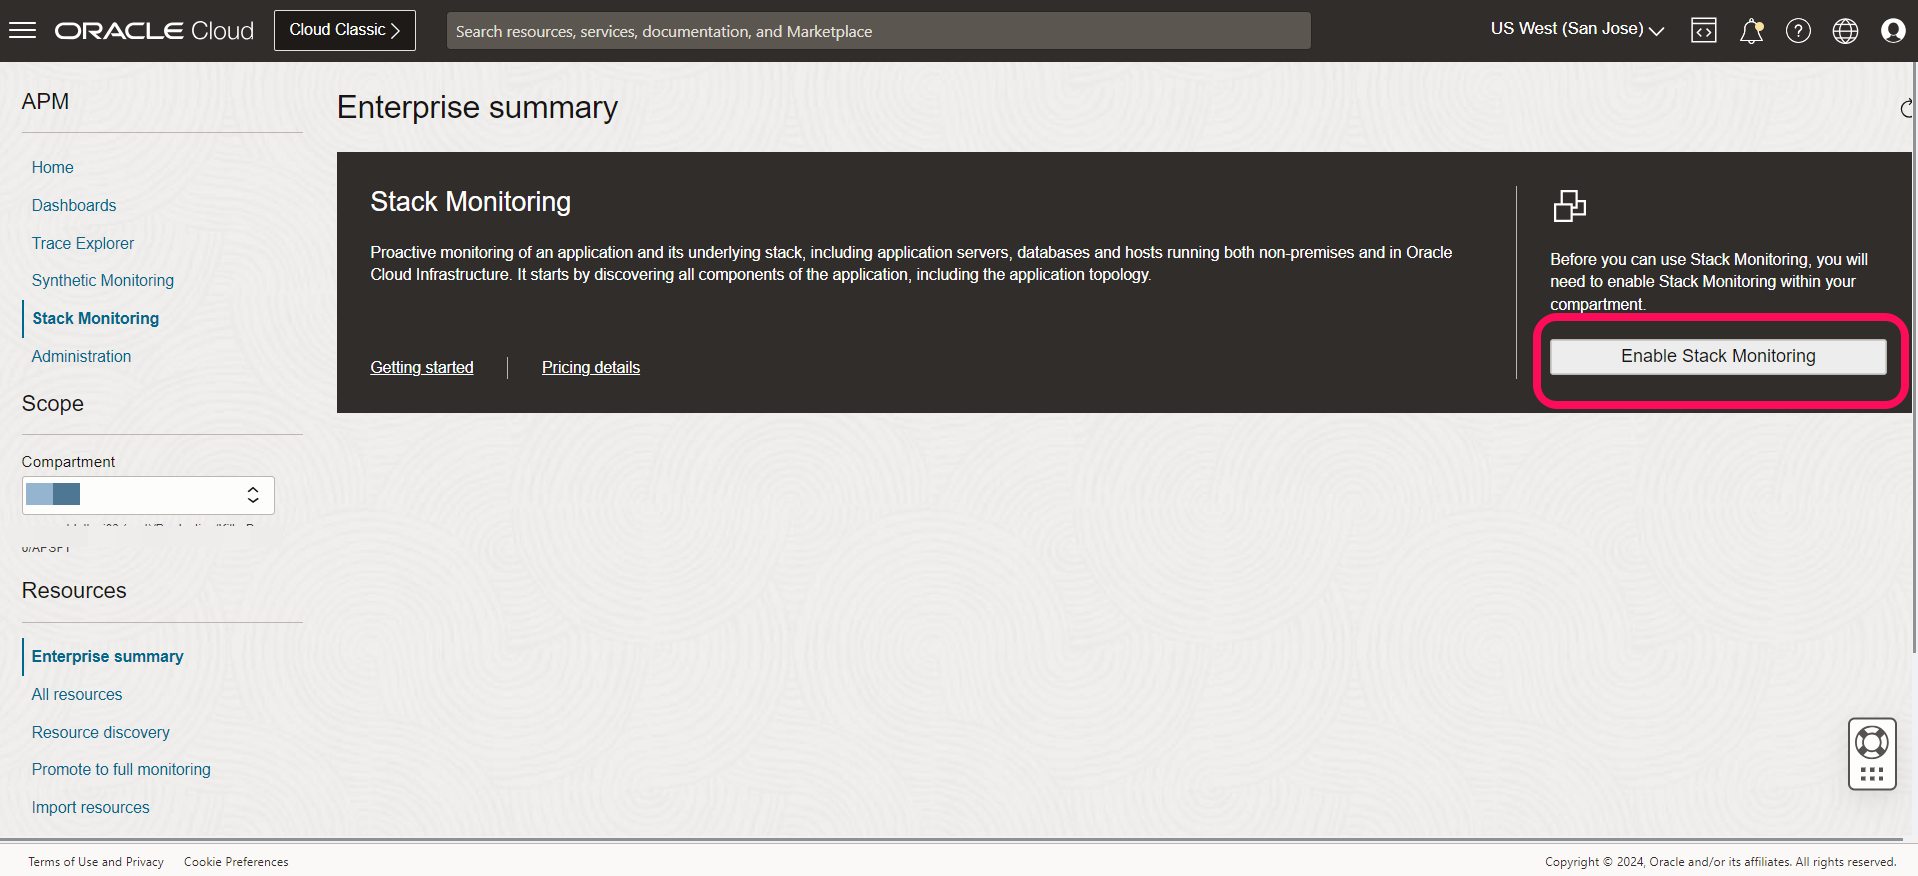 ORACLE Cloud
Cloud Classic
Search resources, services, documentation, and Marketplace
US West (San Jose)
APM
Home
Dashboards
Trace Explorer
Synthetic Monitoring
Stack Monitoring
Administration
Scope
Compartment
Resources
Enterprise summary
All resources
Resource discovery
Promote to full monitoring
Import resources
Enterprise summary
Stack Monitoring
Proactive monitoring of an application and its underlying stack, including application servers, databases and hosts running both non-premises and in Oracle
Cloud Infrastructure. It starts by discovering all components of the application, including the application topology.
Getting started
Pricing details
Before you can use Stack Monitoring, you will
need to enable Stack Monitoring within your
compartment.
Enable Stack Monitoring
Terms of Use and Privacy
Cookie Preferences
Copyright © 2024, Oracle and/or its affiliates. All rights reserved.